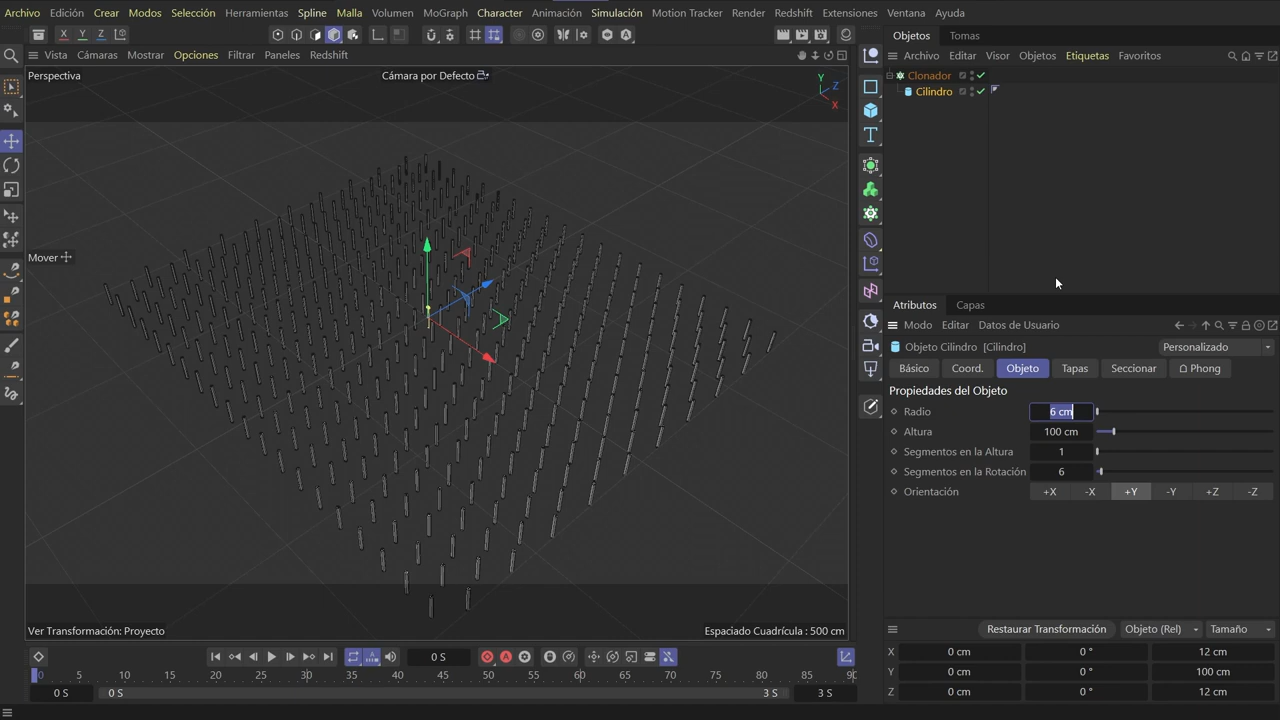 Archivo Edición Crear Modos Selección Herramientas Spline Malla Volumen MoGraph Character Animación Simulación Motion Tracker Render Redshift Extensiones Ventana Ayuda
X Y Z
Objetos Tomas
Vista Cámaras Mostrar Opciones Filtrar Paneles Redshift
Archivo Editar Visor Objetos Etiquetas Favoritos
Perspectiva
Cámara por Defecto
Y
Z
X
Clonador
Cilindro
Mover
Atributos Capas
Modo Editar Datos de Usuario
Objeto Cilindro [Cilindro]
Personalizado
Básico Coord. Objeto Tapas Seccionar Phong
Propiedades del Objeto
Radio 6 cm
Altura 100 cm
Segmentos en la Altura 1
Segmentos en la Rotación 6
Orientación +X -X +Y -Y +Z -Z
Ver Transformación: Proyecto
Espaciado Cuadrícula : 500 cm
Restaurar Transformación Objeto (Rel) Tamaño
0 S
X 0 cm 0 ° 12 cm
Y 0 cm 0 ° 100 cm
Z 0 cm 0 ° 12 cm
0 5 10 15 20 25 30 35 40 45 50 55 60 65 70 75 80 85 90
0 S 0 S 3 S 3 S